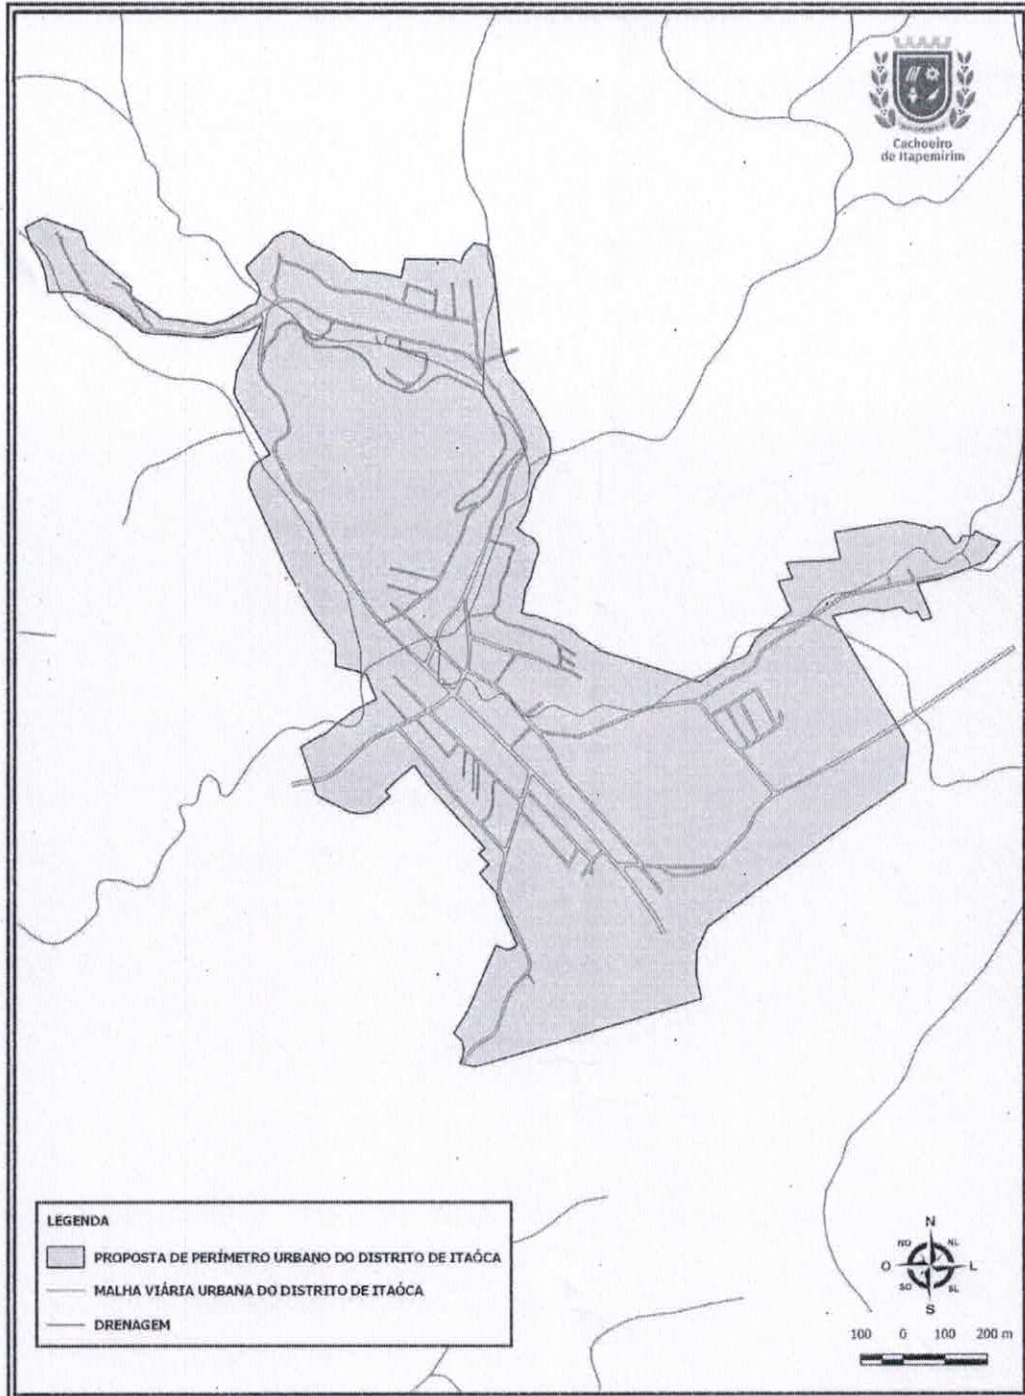 Cachoeiro
de Itapemirim
LEGENDA
PROPOSTA DE PERÍMETRO URBANO DO DISTRITO DE ITAÓCA
MALHA VIÁRIA URBANA DO DISTRITO DE ITAÓCA
DRENAGEM
N
NO NL
O L
SO SL
S
100 0 100 200 m